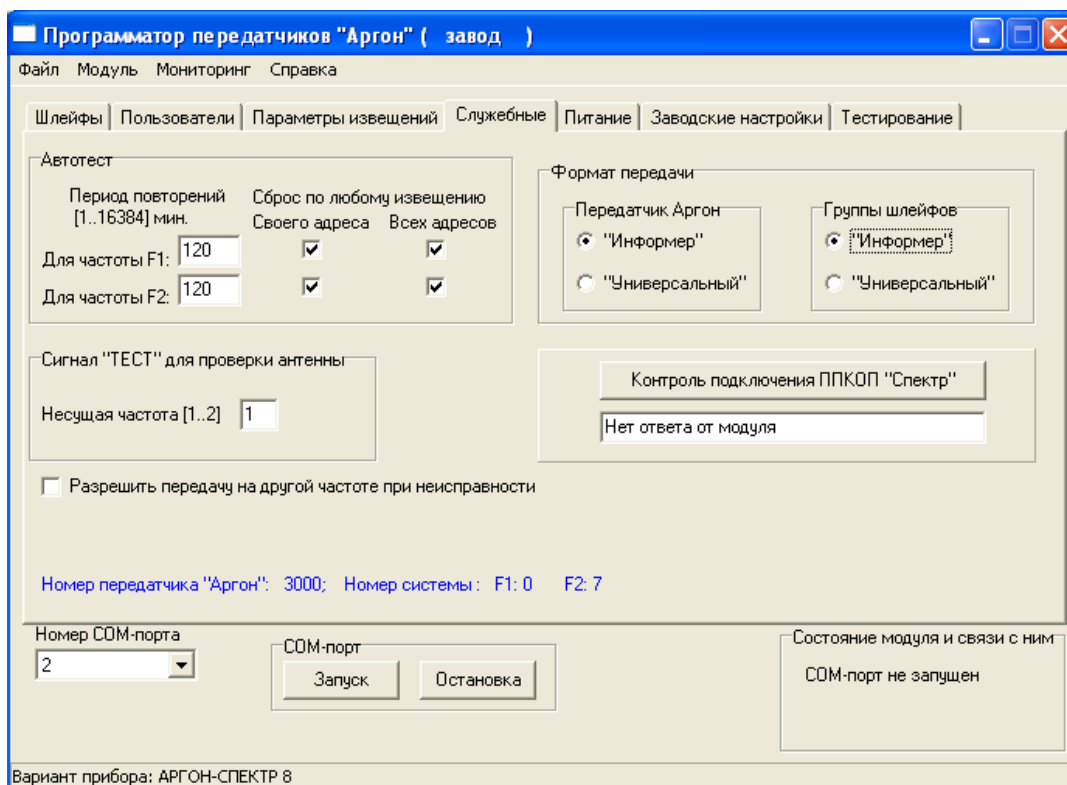 Программатор передатчиков "Аргон" ( завод )
Файл Модуль Мониторинг Справка
Шлейфы Пользователи Параметры извещений Служебные Питание Заводские настройки Тестирование
Автотест
Период повторений
[1..16384] мин.
Сброс по любому извещению
Своего адреса Всех адресов
Для частоты F1: 120
Для частоты F2: 120
Формат передачи
Передатчик Аргон
"Информер"
"Универсальный"
Группы шлейфов
"Информер"
"Универсальный"
Сигнал "ТЕСТ" для проверки антенны
Несущая частота [1..2] 1
Контроль подключения ППКОП "Спектр"
Нет ответа от модуля
Разрешить передачу на другой частоте при неисправности
Номер передатчика "Аргон": 3000; Номер системы : F1: 0 F2: 7
Номер COM-порта
2
COM-порт
Запуск Остановка
Состояние модуля и связи с ним
COM-порт не запущен
Вариант прибора: АРГОН-СПЕКТР 8